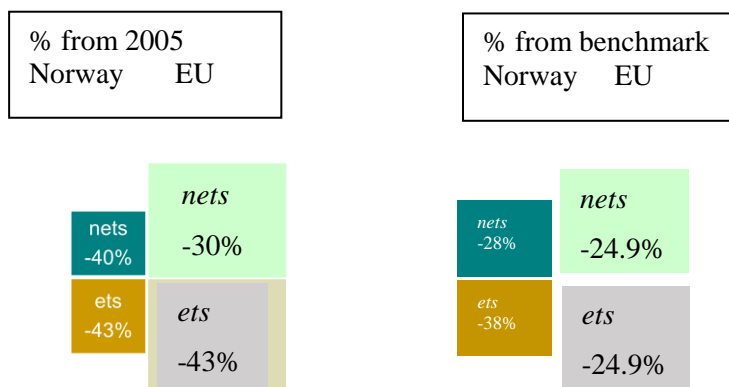 % from 2005
Norway EU
% from benchmark
Norway EU
nets
-40%
nets
-30%
ets
-43%
ets
-43%
nets
-28%
nets
-24.9%
ets
-38%
ets
-24.9%